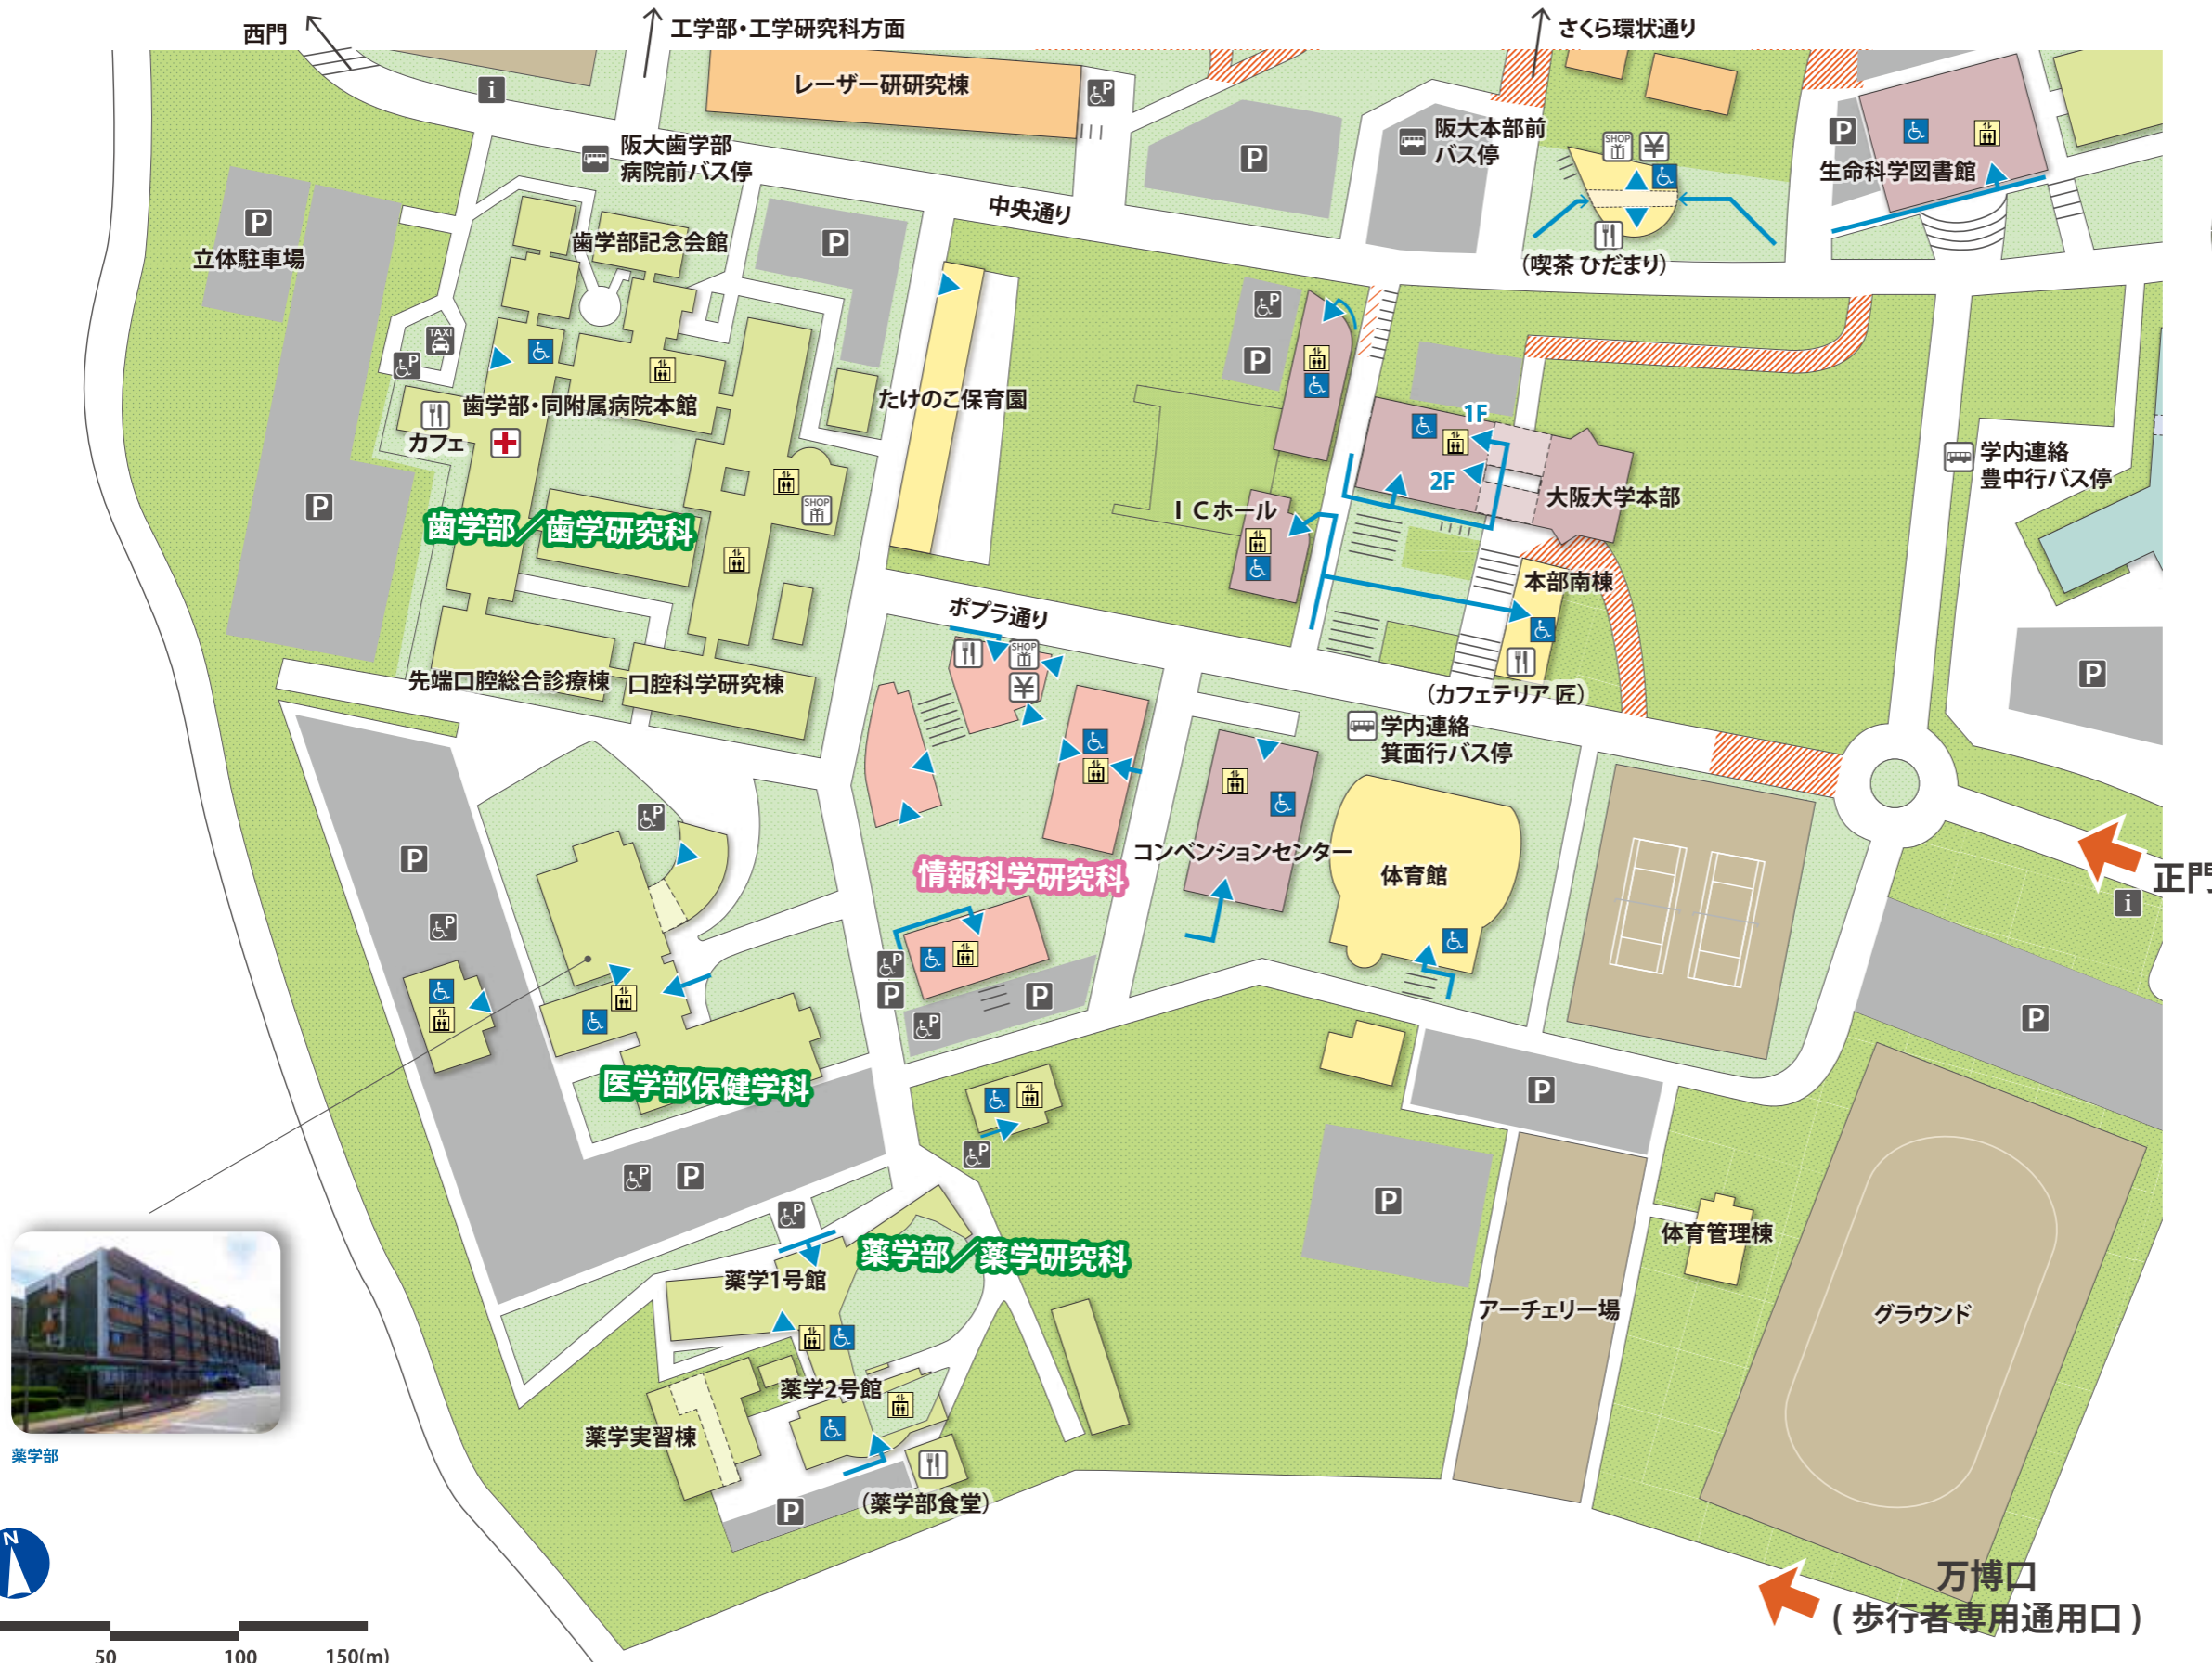 西門
工学部・工学研究科方面
さくら環状通り
i
レーザー研研究棟
P
阪大歯学部
病院前バス停
P
阪大本部前
バス停
SHOP
¥
P
生命科学図書館
P
立体駐車場
歯学部記念会館
P
中央通り
(喫茶 ひだまり)
TAXI
P
P
P
歯学部・同附属病院本館
カフェ
たけのこ保育園
1F
2F
大阪大学本部
学内連絡
豊中行バス停
P
SHOP
ICホール
歯学部／歯学研究科
本部南棟
ポプラ通り
SHOP
¥
先端口腔総合診療棟
口腔科学研究棟
(カフェテリア 匠)
P
学内連絡
箕面行バス停
P
P
コンベンションセンター
体育館
情報科学研究科
正門
i
P
P
P
P
P
P
医学部保健学科
P
P
P
P
P
P
薬学部／薬学研究科
薬学1号館
体育管理棟
アーチェリー場
グラウンド
薬学2号館
薬学実習棟
薬学部
(薬学部食堂)
P
N
万博口
(歩行者専用通用口)
50
100
150(m)